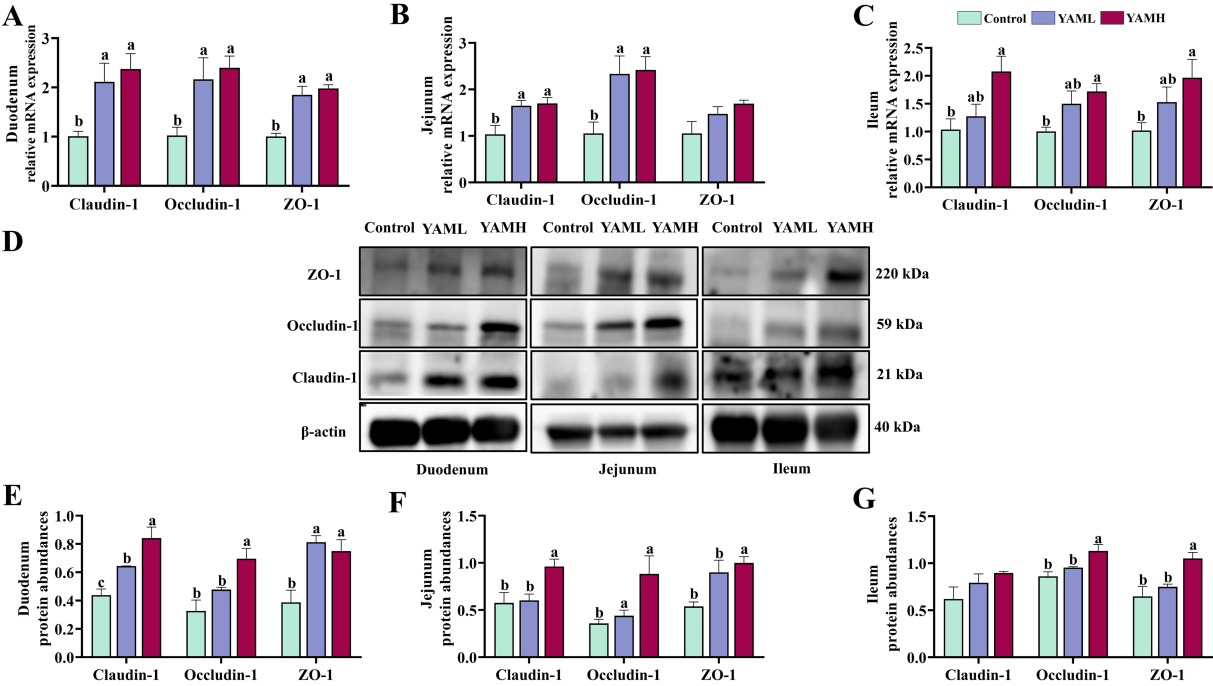 A
Duodenum
relative mRNA expression
3
2
1
0
b
a
a
b
a
a
b
a
a
Claudin-1
Occludin-1
ZO-1
B
Jejunum
relative mRNA expression
3
2
1
0
b
a
a
b
a
a
Claudin-1
Occludin-1
ZO-1
C
Control
YAML
YAMH
Ileum
relative mRNA expression
2.5
2.0
1.5
1.0
0.5
0.0
b
ab
a
b
ab
a
b
ab
a
Claudin-1
Occludin-1
ZO-1
D
Control YAML YAMH Control YAML YAMH Control YAML YAMH
ZO-1
220 kDa
Occludin-1
59 kDa
Claudin-1
21 kDa
β-actin
40 kDa
Duodenum Jejunum Ileum
E
Duodenum
protein abundances
1.0
0.8
0.6
0.4
0.2
0.0
c
b
a
b
b
a
b
a
a
Claudin-1
Occludin-1
ZO-1
F
Jejunum
protein abundances
1.5
1.0
0.5
0.0
b
b
a
b
a
a
b
b
a
Claudin-1
Occludin-1
ZO-1
G
Ileum
protein abundances
1.5
1.0
0.5
0.0
b
b
a
b
b
a
Claudin-1
Occludin-1
ZO-1